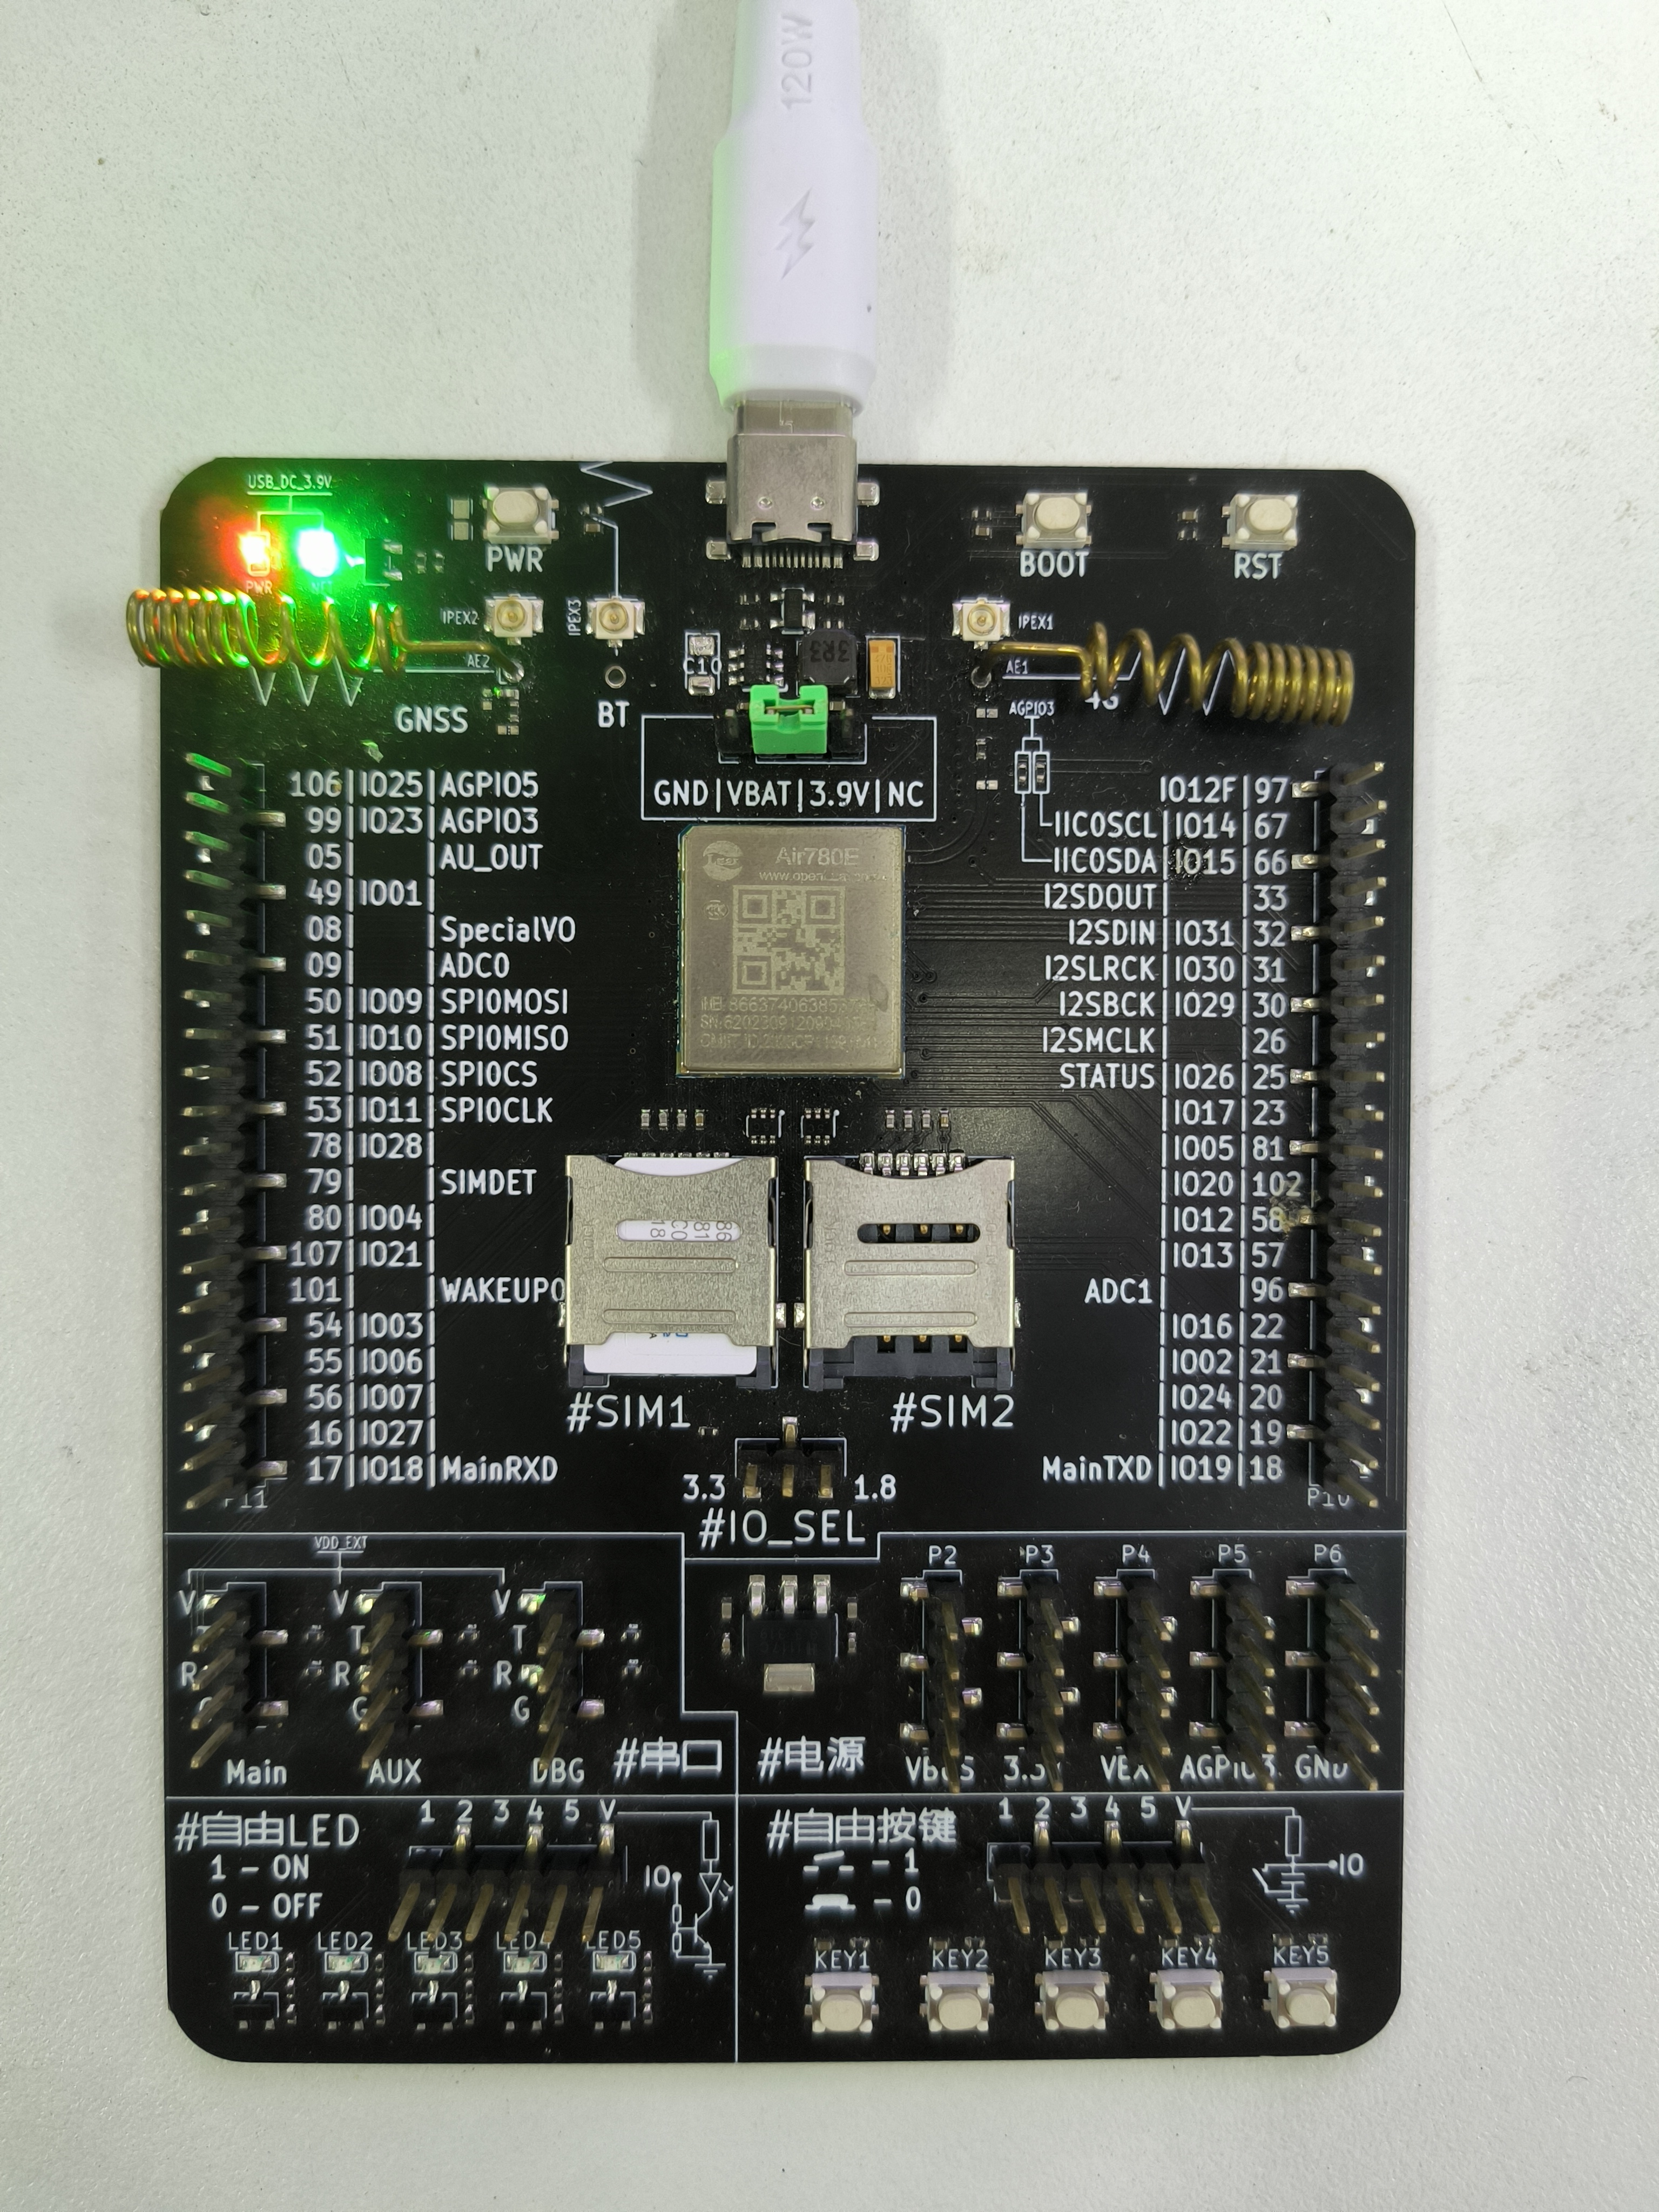 120W
USB_DC_3.9V
PWR
PWR
BOOT
RST
IPEX2
IPEX3
IPEX1
AE2
AE1
C10
3R3
GNSS
BT
AGPIO3
GND|VBAT|3.9V|NC
106|IO25|AGPIO5
99|IO23|AGPIO3
05| |AU_OUT
49|IO01|
08| |SpecialVO
09| |ADC0
50|IO09|SPI0MOSI
51|IO10|SPI0MISO
52|IO08|SPI0CS
53|IO11|SPI0CLK
78|IO28|
79| |SIMDET
80|IO04|
107|IO21|
101| |WAKEUP0
54|IO03|
55|IO06|
56|IO07|
16|IO27|
17|IO18|MainRXD
P11
Air780E
IO12F|97
IIC0SCL|IO14|67
IIC0SDA|IO15|66
I2SDOUT| |33
I2SDIN|IO31|32
I2SLRCK|IO30|31
I2SBCK|IO29|30
I2SMCLK| |26
STATUS|IO26|25
|IO17|23
|IO05|81
|IO20|102
|IO12|58
|IO13|57
ADC1| |96
|IO16|22
|IO02|21
|IO24|20
|IO22|19
MainTXD|IO19|18
P10
86
81
C0
18
#SIM1
#SIM2
3.3
1.8
#IO_SEL
VDD_EXT
V
T
R
V
T
R
G
V
T
R
G
Main
AUX
DBG
#串口
P2
P3
P4
P5
P6
#电源
GND
#自由LED
1 - ON
0 - OFF
1 2 3 4 5 V
IO
LED1
LED2
LED3
LED4
LED5
#自由按键
- 1
- 0
1 2 3 4 5 V
IO
KEY1
KEY2
KEY3
KEY4
KEY5